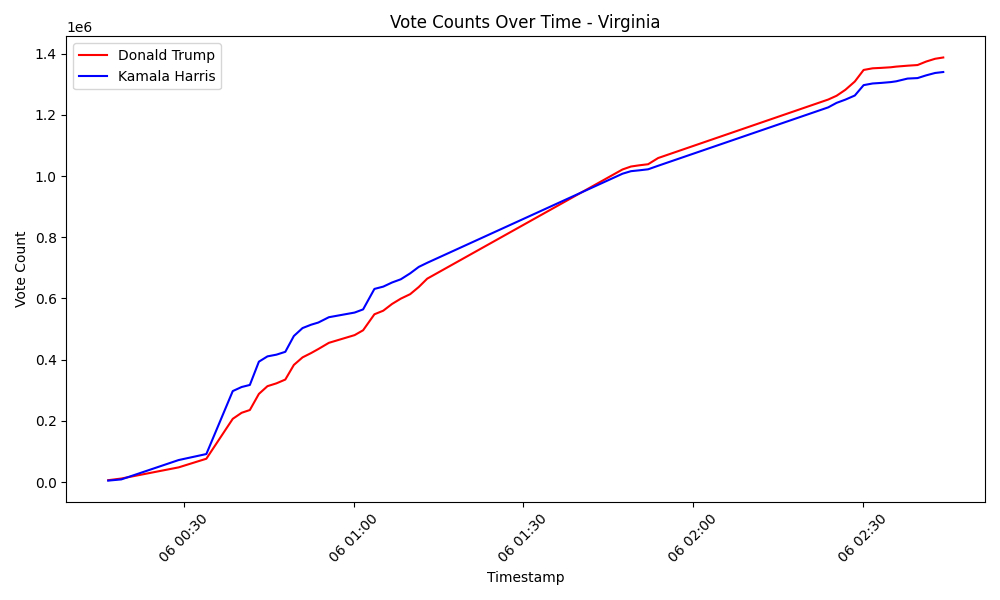 Vote Counts Over Time - Virginia
1e6
Donald Trump
Kamala Harris
1.4
1.2
1.0
0.8
0.6
0.4
0.2
0.0
Vote Count
06 00:30
06 01:00
06 01:30
06 02:00
06 02:30
Timestamp